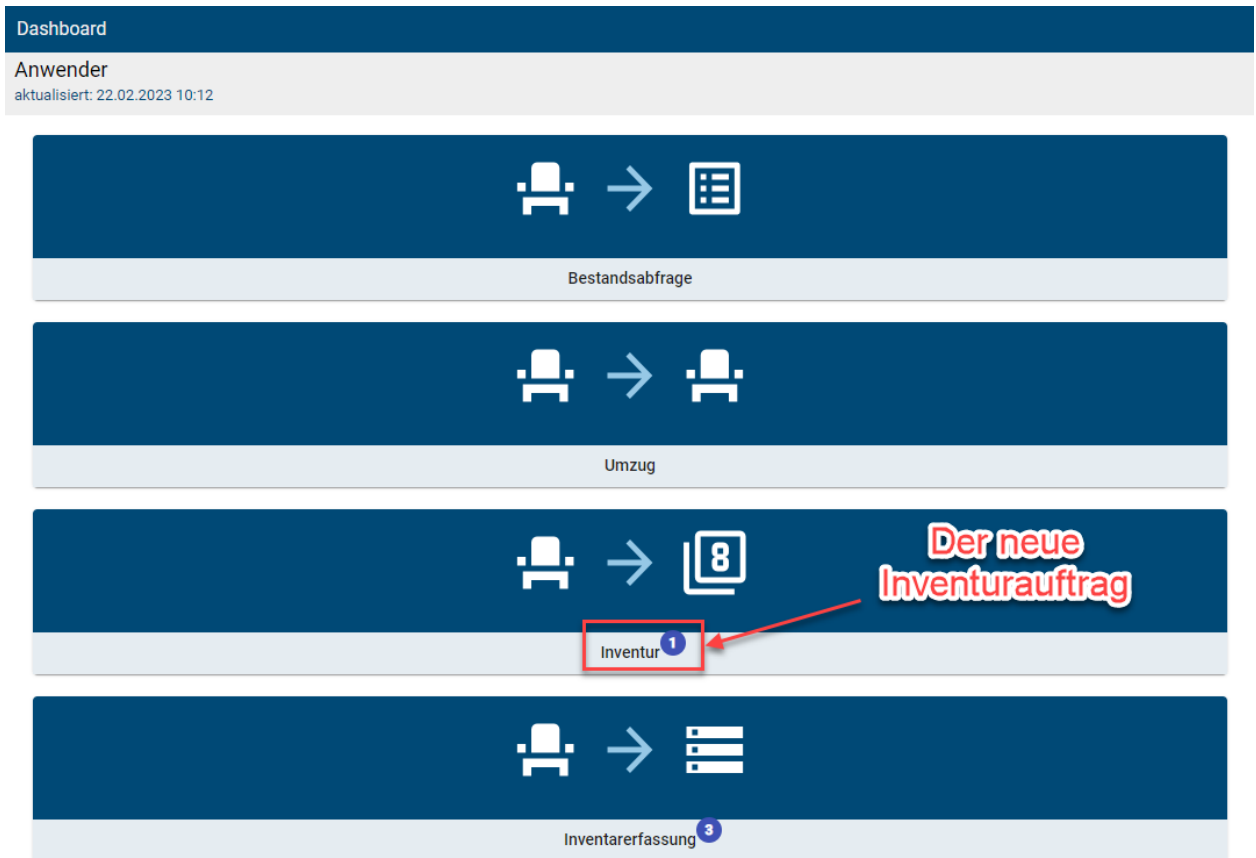 Dashboard
Anwender
aktualisiert: 22.02.2023 10:12
Bestandsabfrage
Umzug
8
Der neue
Inventurauftrag
Inventur 1
Inventarerfassung 3